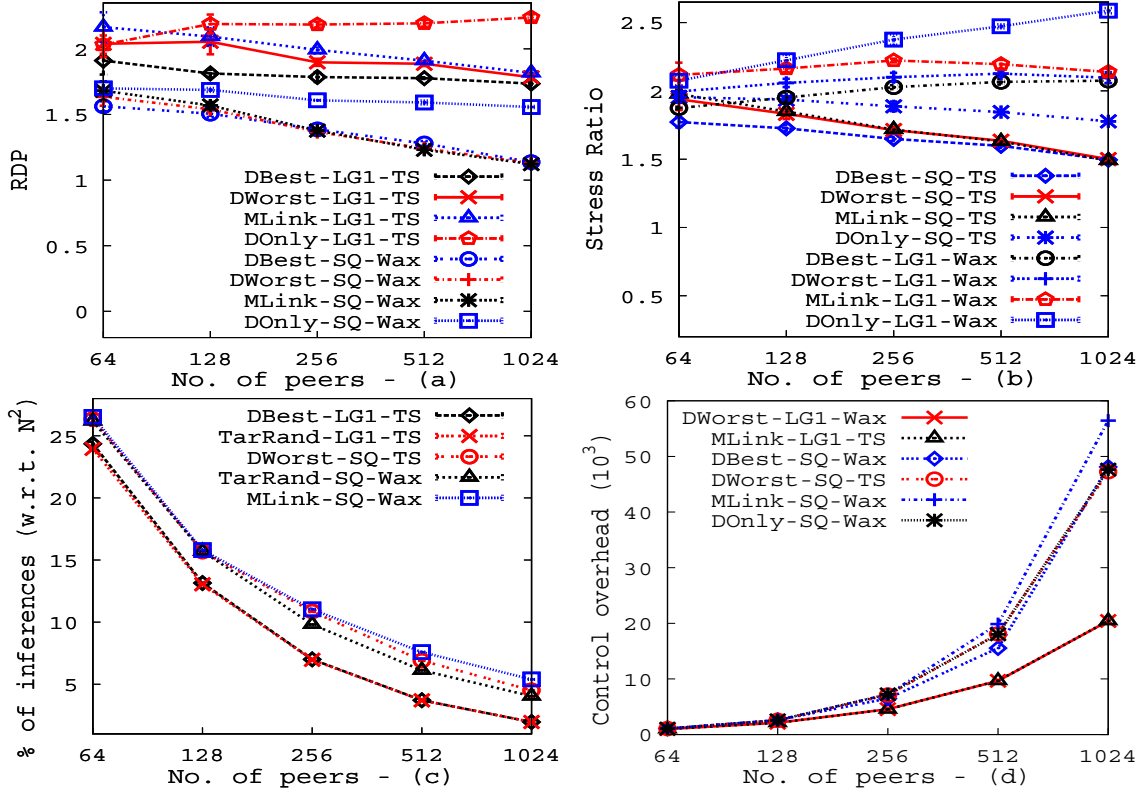 2
1.5
1
0.5
0
RDP
DBest-LG1-TS
DWorst-LG1-TS
MLink-LG1-TS
DOnly-LG1-TS
DBest-SQ-Wax
DWorst-SQ-Wax
MLink-SQ-Wax
DOnly-SQ-Wax
64 128 256 512 1024
No. of peers - (a)
2.5
2
1.5
1
0.5
Stress Ratio
DBest-SQ-TS
DWorst-SQ-TS
MLink-SQ-TS
DOnly-SQ-TS
DBest-LG1-Wax
DWorst-LG1-Wax
MLink-LG1-Wax
DOnly-LG1-Wax
64 128 256 512 1024
No. of peers - (b)
25
20
15
10
5
% of inferences (w.r.t. N²)
DBest-LG1-TS
TarRand-LG1-TS
DWorst-SQ-TS
TarRand-SQ-Wax
MLink-SQ-Wax
64 128 256 512 1024
No. of peers - (c)
60
50
40
30
20
10
0
Control overhead (10³)
DWorst-LG1-Wax
MLink-LG1-TS
DBest-SQ-Wax
DWorst-SQ-TS
MLink-SQ-Wax
DOnly-SQ-Wax
64 128 256 512 1024
No. of peers - (d)